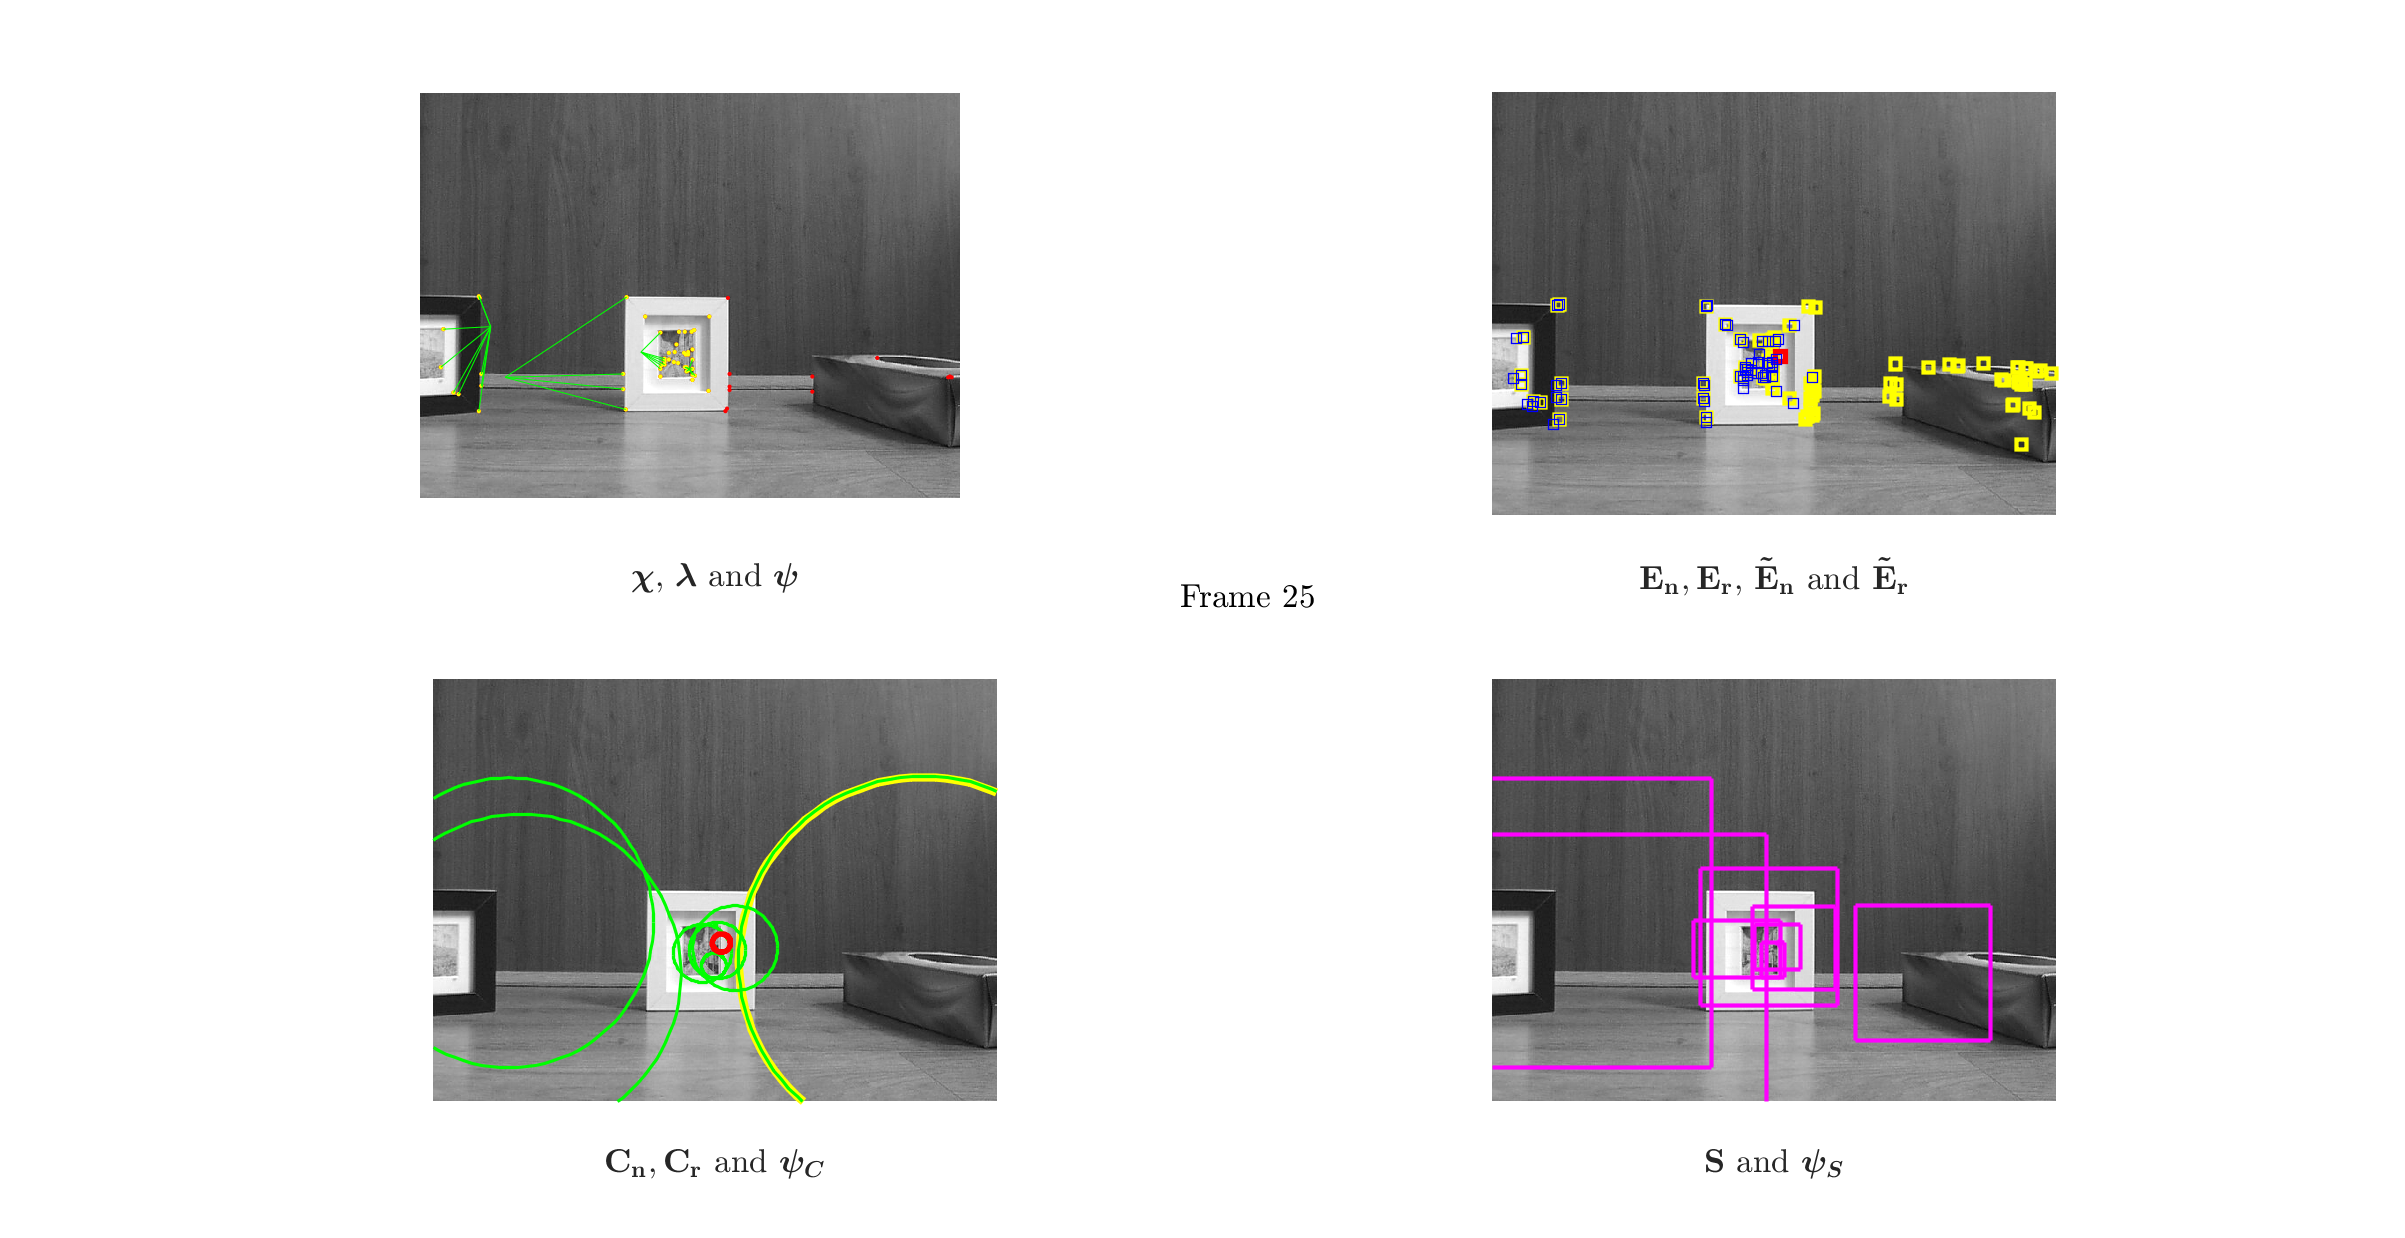 χ, λ and ψ
E_n, E_r, Ẽ_n and Ẽ_r
Frame 25
C_n, C_r and ψ_C
S and ψ_S